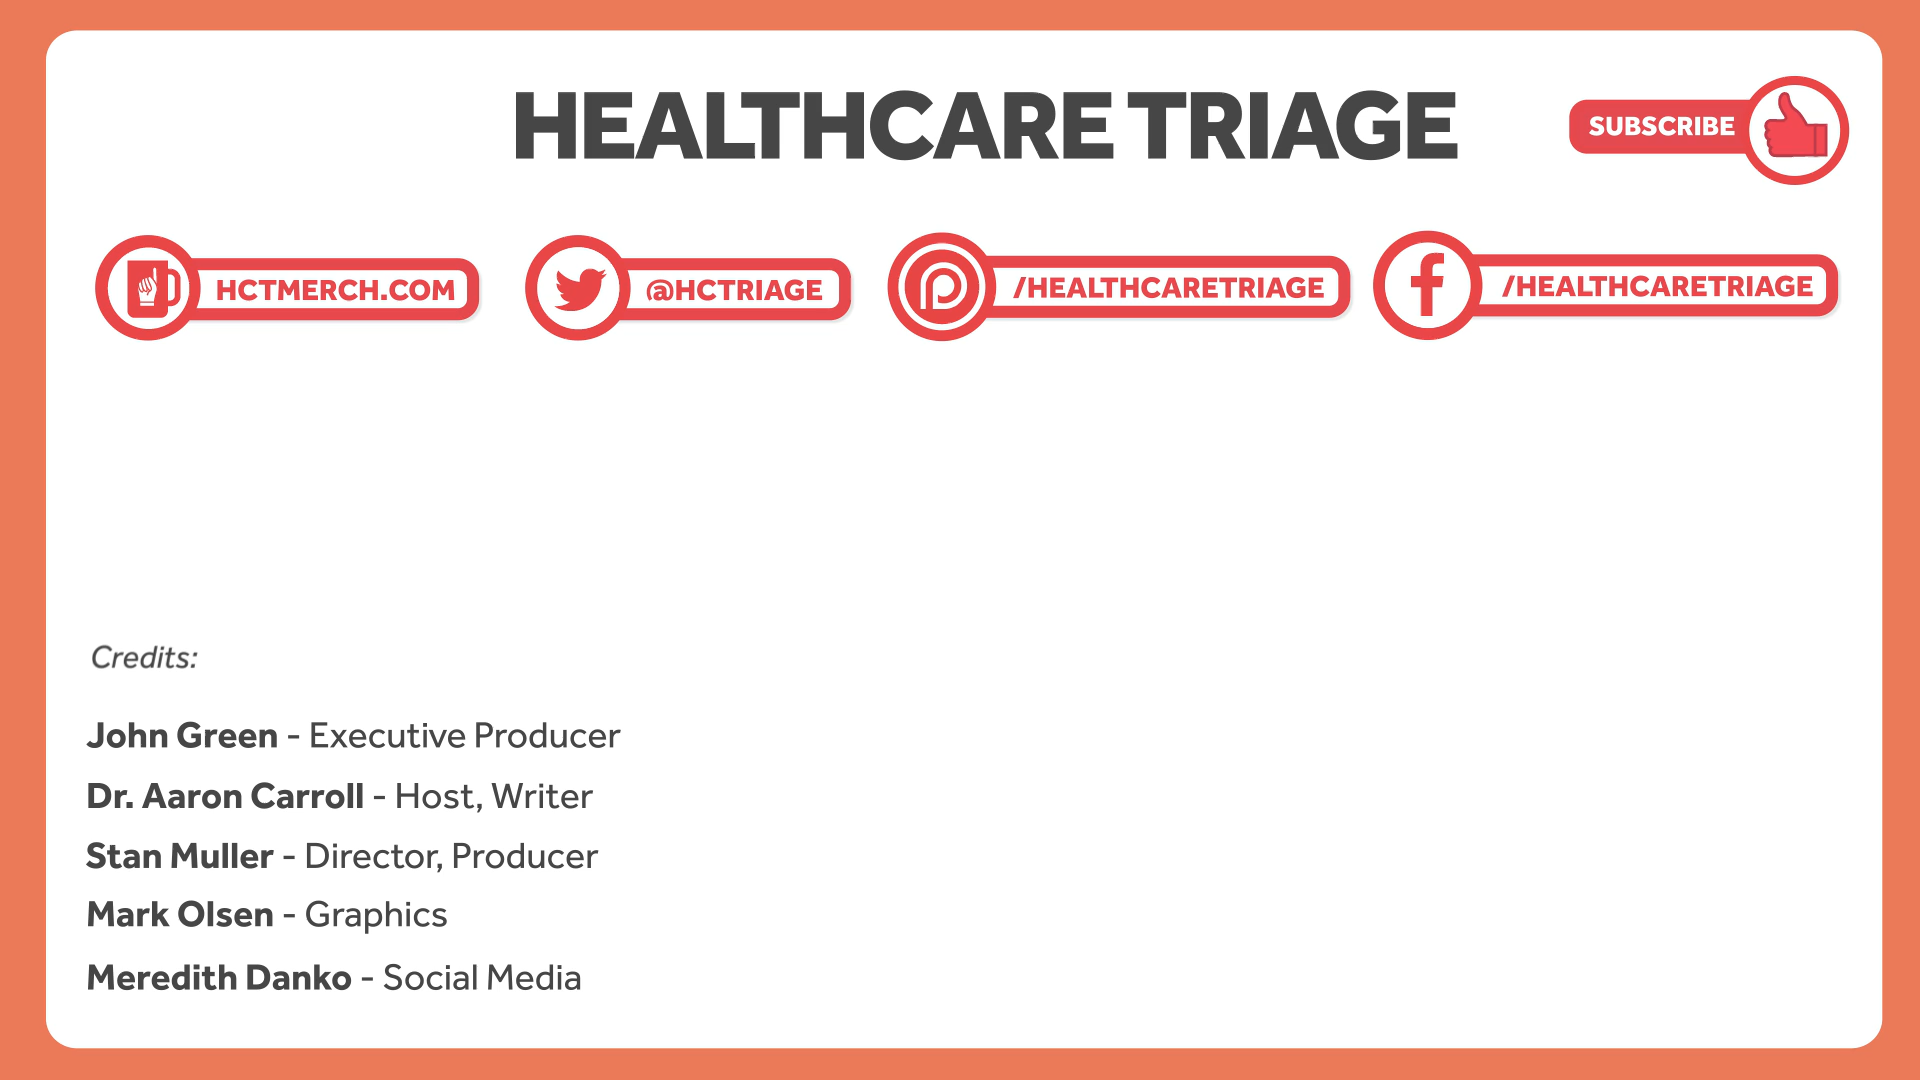 HEALTHCARE TRIAGE
SUBSCRIBE
HCTMERCH.COM
@HCTRIAGE
/HEALTHCARETRIAGE
/HEALTHCARETRIAGE
Credits:
John Green - Executive Producer
Dr. Aaron Carroll - Host, Writer
Stan Muller - Director, Producer
Mark Olsen - Graphics
Meredith Danko - Social Media